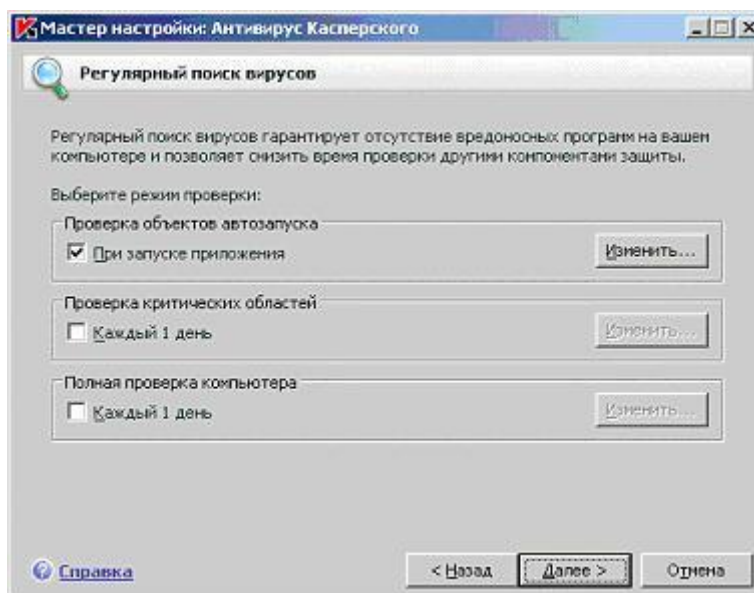 Мастер настройки: Антивирус Касперского
Регулярный поиск вирусов
Регулярный поиск вирусов гарантирует отсутствие вредоносных программ на вашем
компьютере и позволяет снизить время проверки другими компонентами защиты.
Выберите режим проверки:
Проверка объектов автозапуска
При запуске приложения
Изменить...
Проверка критических областей
Каждый 1 день
Изменить...
Полная проверка компьютера
Каждый 1 день
Изменить...
Справка
< Назад
Далее >
Отмена